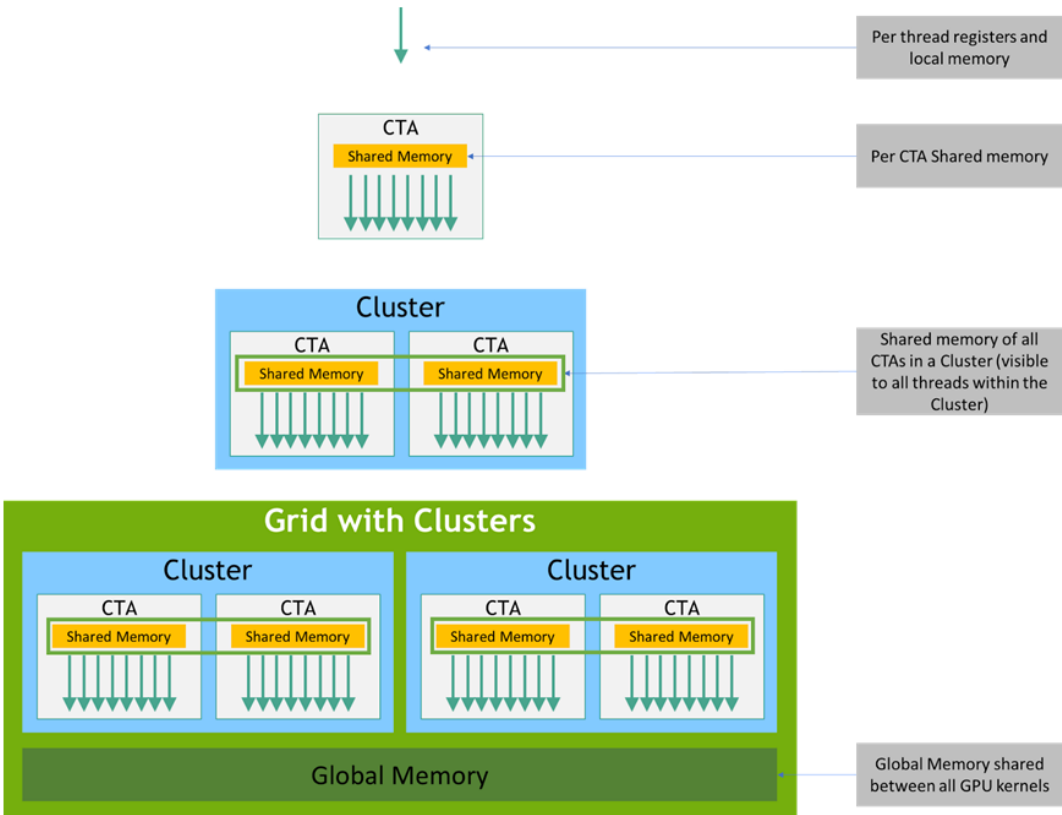 Per thread registers and
local memory
CTA
Shared Memory
Per CTA Shared memory
Cluster
CTA
CTA
Shared Memory
Shared Memory
Shared memory of all
CTAs in a Cluster (visible
to all threads within the
Cluster)
Grid with Clusters
Cluster
Cluster
CTA
CTA
CTA
CTA
Shared Memory
Shared Memory
Shared Memory
Shared Memory
Global Memory
Global Memory shared
between all GPU kernels